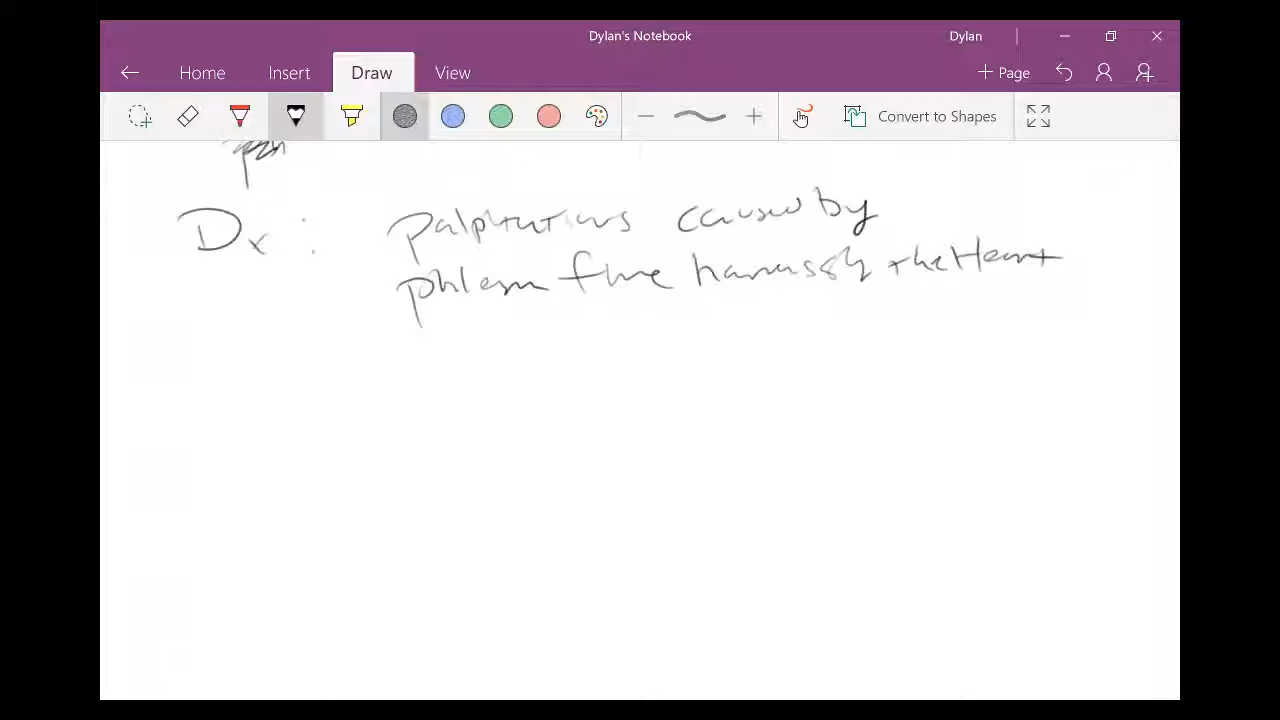 Dylan's Notebook Dylan
Home Insert Draw View + Page
Convert to Shapes
Dx : palpitations caused by
phlegm fire harassing the Heart